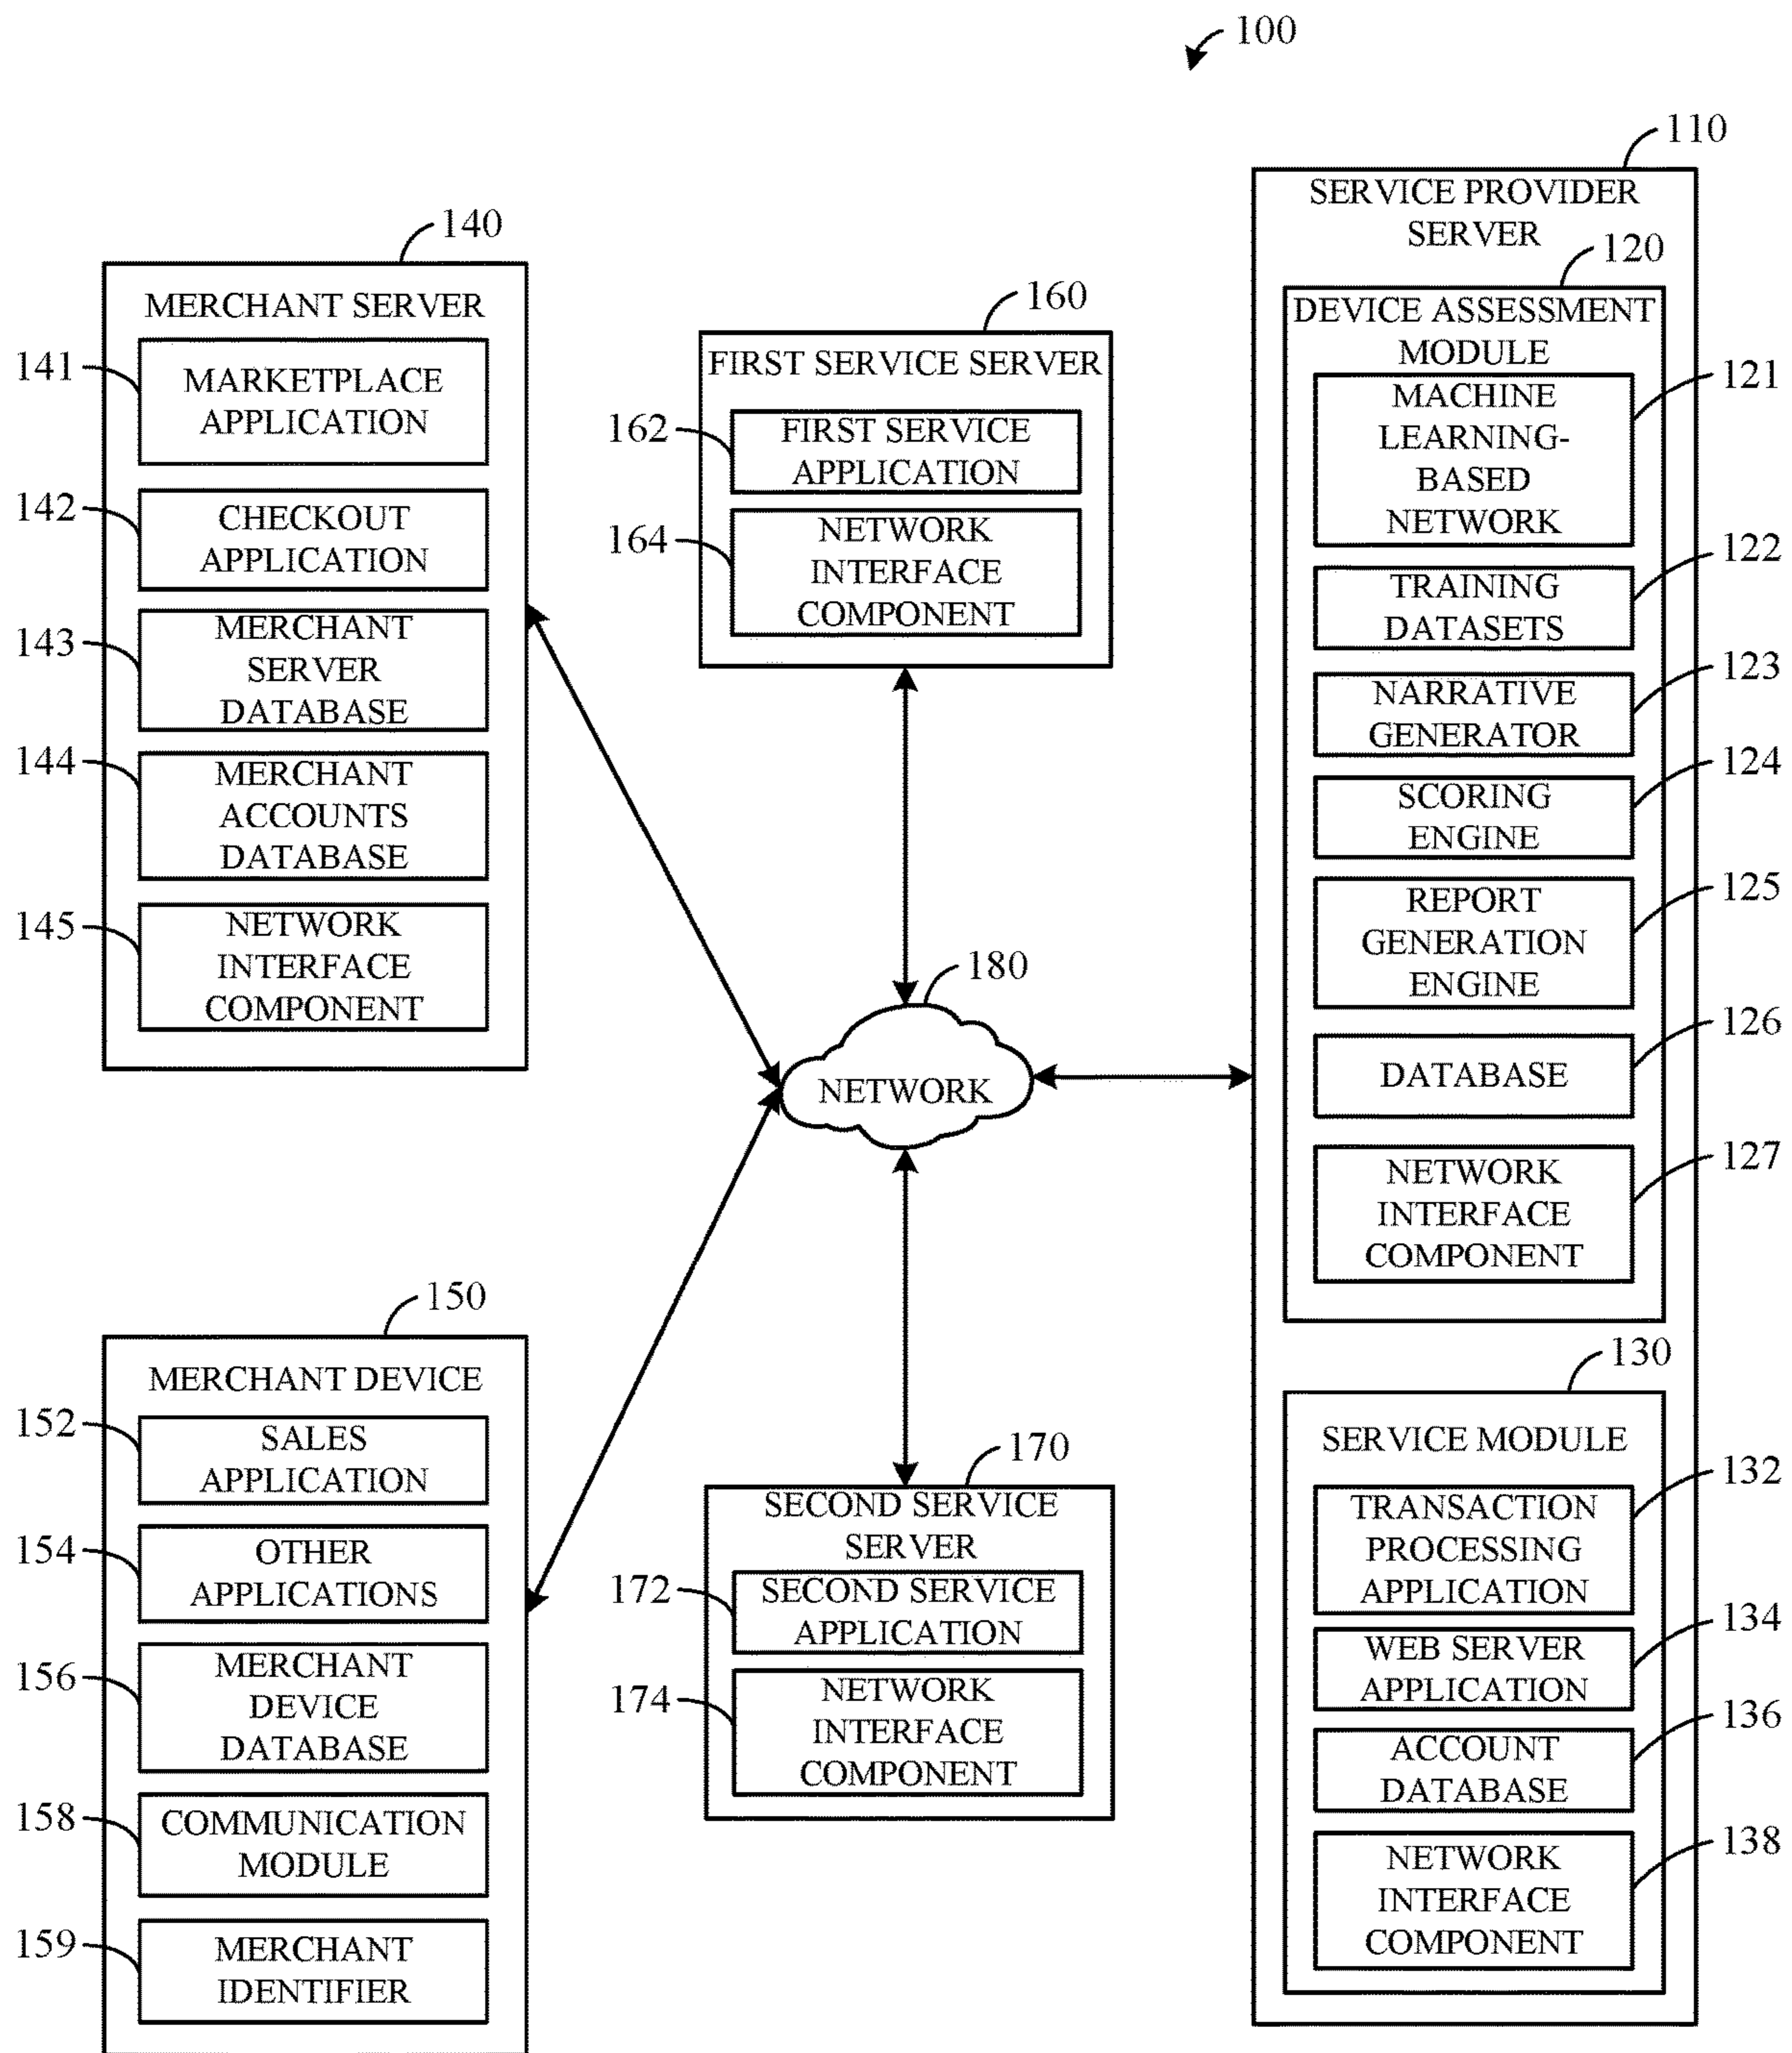 100
110
SERVICE PROVIDER
SERVER
120
DEVICE ASSESSMENT
MODULE
121
MACHINE
LEARNING-
BASED
NETWORK
122
TRAINING
DATASETS
123
NARRATIVE
GENERATOR
124
SCORING
ENGINE
125
REPORT
GENERATION
ENGINE
126
DATABASE
127
NETWORK
INTERFACE
COMPONENT
130
SERVICE MODULE
132
TRANSACTION
PROCESSING
APPLICATION
134
WEB SERVER
APPLICATION
136
ACCOUNT
DATABASE
138
NETWORK
INTERFACE
COMPONENT
140
MERCHANT SERVER
141
MARKETPLACE
APPLICATION
142
CHECKOUT
APPLICATION
143
MERCHANT
SERVER
DATABASE
144
MERCHANT
ACCOUNTS
DATABASE
145
NETWORK
INTERFACE
COMPONENT
160
FIRST SERVICE SERVER
162
FIRST SERVICE
APPLICATION
164
NETWORK
INTERFACE
COMPONENT
180
NETWORK
150
MERCHANT DEVICE
152
SALES
APPLICATION
154
OTHER
APPLICATIONS
156
MERCHANT
DEVICE
DATABASE
158
COMMUNICATION
MODULE
159
MERCHANT
IDENTIFIER
170
SECOND SERVICE
SERVER
172
SECOND SERVICE
APPLICATION
174
NETWORK
INTERFACE
COMPONENT